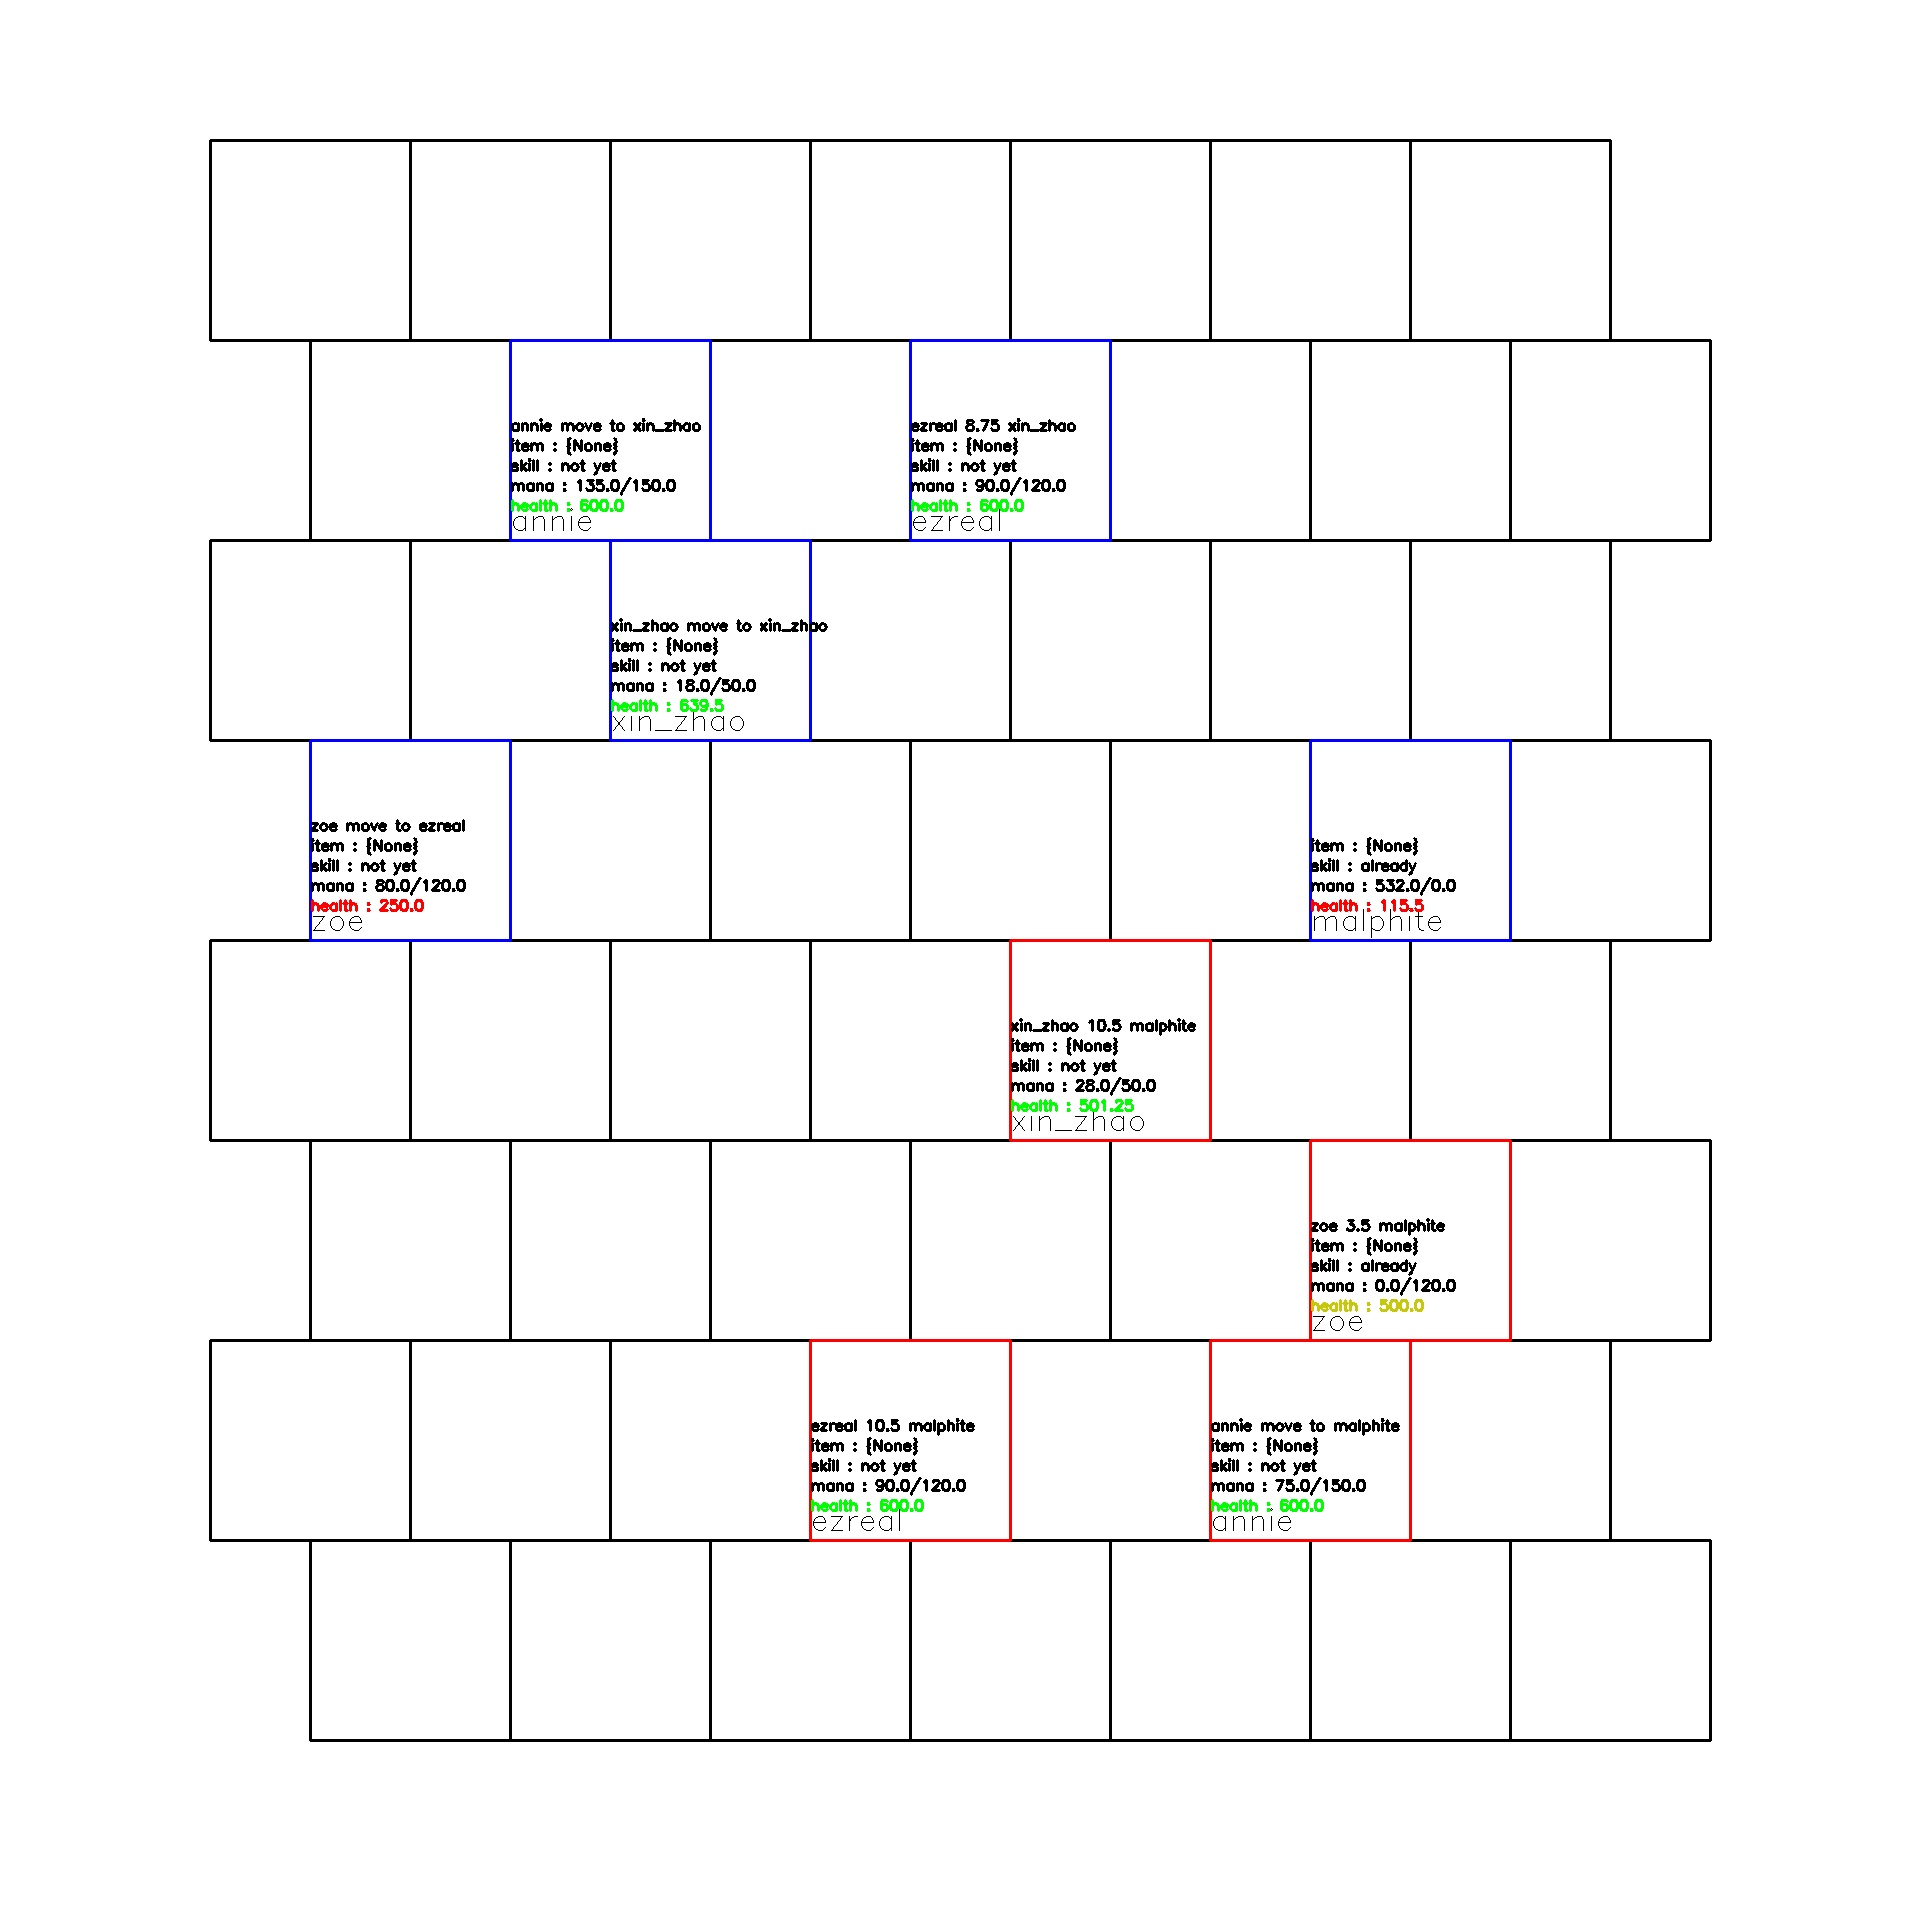 annie move to xin_zhao
item : {None}
skill : not yet
mana : 135.0/150.0
health : 600.0
annie
ezreal 8.75 xin_zhao
item : {None}
skill : not yet
mana : 90.0/120.0
health : 600.0
ezreal
xin_zhao move to xin_zhao
item : {None}
skill : not yet
mana : 18.0/50.0
health : 639.5
xin_zhao
zoe move to ezreal
item : {None}
skill : not yet
mana : 80.0/120.0
health : 250.0
zoe
item : {None}
skill : already
mana : 532.0/0.0
health : 115.5
malphite
xin_zhao 10.5 malphite
item : {None}
skill : not yet
mana : 28.0/50.0
health : 501.25
xin_zhao
zoe 3.5 malphite
item : {None}
skill : already
mana : 0.0/120.0
health : 500.0
zoe
ezreal 10.5 malphite
item : {None}
skill : not yet
mana : 90.0/120.0
health : 600.0
ezreal
annie move to malphite
item : {None}
skill : not yet
mana : 75.0/150.0
health : 600.0
annie